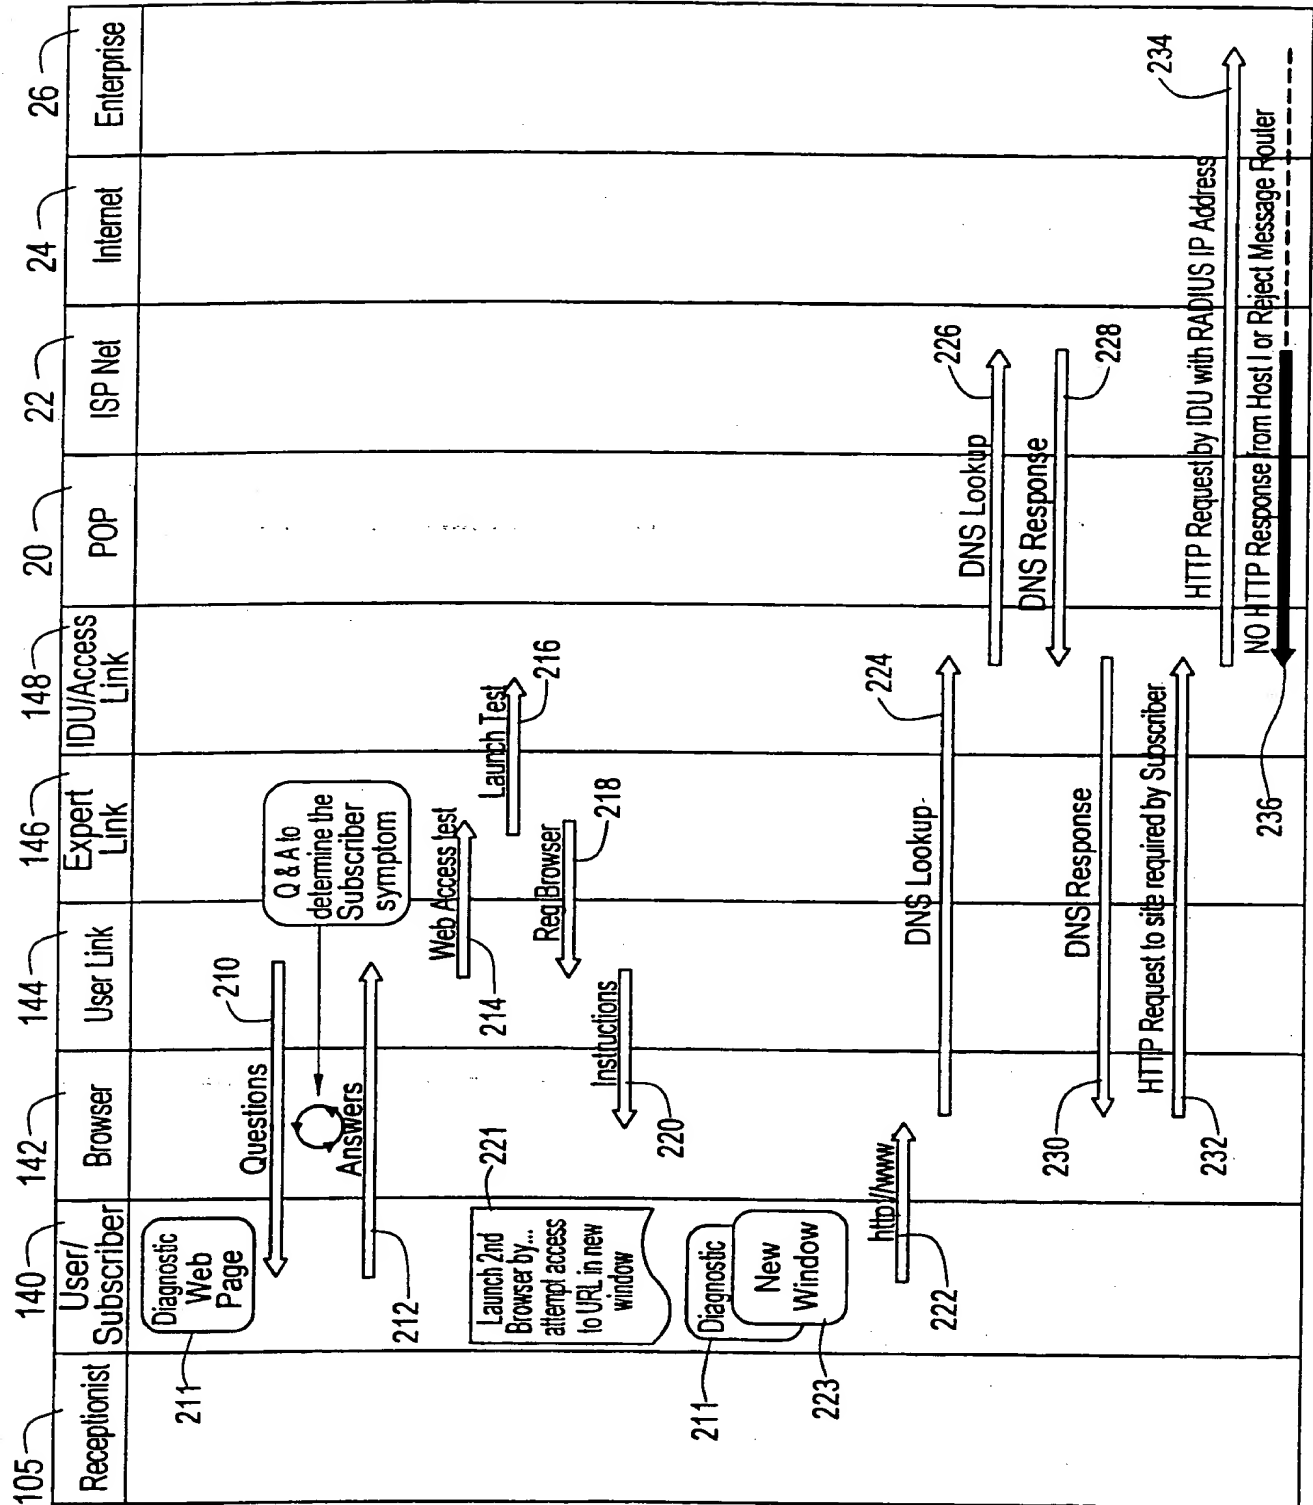 105
140
142
144
146
148
20
22
24
26
Receptionist
User/
Subscriber
Browser
User Link
Expert
Link
IDU/Access
Link
POP
ISP Net
Internet
Enterprise
Diagnostic
Web
Page
211
Questions
210
Q & A to
determine the
Subscriber
symptom
Answers
212
Launch 2nd
Browser by...
attempt access
to URL in new
window
221
Web Access test
214
Launch Test
216
Req Browser
218
Instructions
220
Diagnostic
New
Window
211
223
http://www
222
DNS Lookup
224
DNS Lookup
226
DNS Response
228
DNS Response
230
HTTP Request to site required by Subscriber
232
HTTP Request by IDU with RADIUS IP Address
234
NO HTTP Response from Host I or Reject Message Router
236